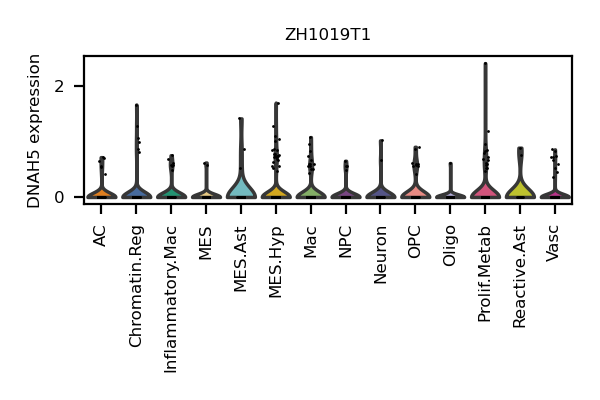 ZH1019T1
DNAH5 expression
2
0
AC
Chromatin.Reg
Inflammatory.Mac
MES
MES.Ast
MES.Hyp
Mac
NPC
Neuron
OPC
Oligo
Prolif.Metab
Reactive.Ast
Vasc